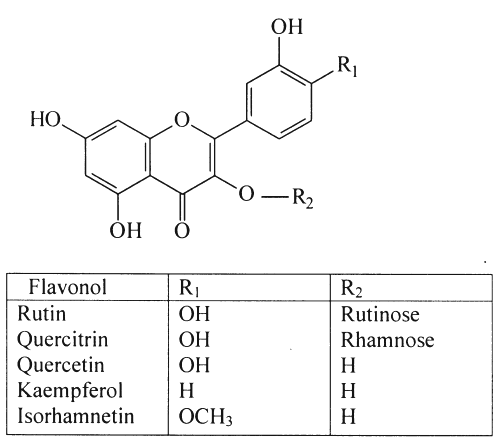 OH
R₁
HO
O
O
R₂
OH
O
Flavonol R₁ R₂
Rutin OH Rutinose
Quercitrin OH Rhamnose
Quercetin OH H
Kaempferol H H
Isorhamnetin OCH₃ H